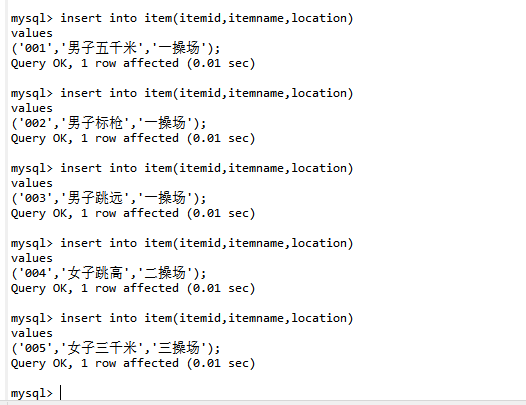 mysql> insert into item(itemid,itemname,location)
values
('001','男子五千米','一操场');
Query OK, 1 row affected (0.01 sec)
mysql> insert into item(itemid,itemname,location)
values
('002','男子标枪','一操场');
Query OK, 1 row affected (0.01 sec)
mysql> insert into item(itemid,itemname,location)
values
('003','男子跳远','一操场');
Query OK, 1 row affected (0.01 sec)
mysql> insert into item(itemid,itemname,location)
values
('004','女子跳高','二操场');
Query OK, 1 row affected (0.01 sec)
mysql> insert into item(itemid,itemname,location)
values
('005','女子三千米','三操场');
Query OK, 1 row affected (0.01 sec)
mysql>